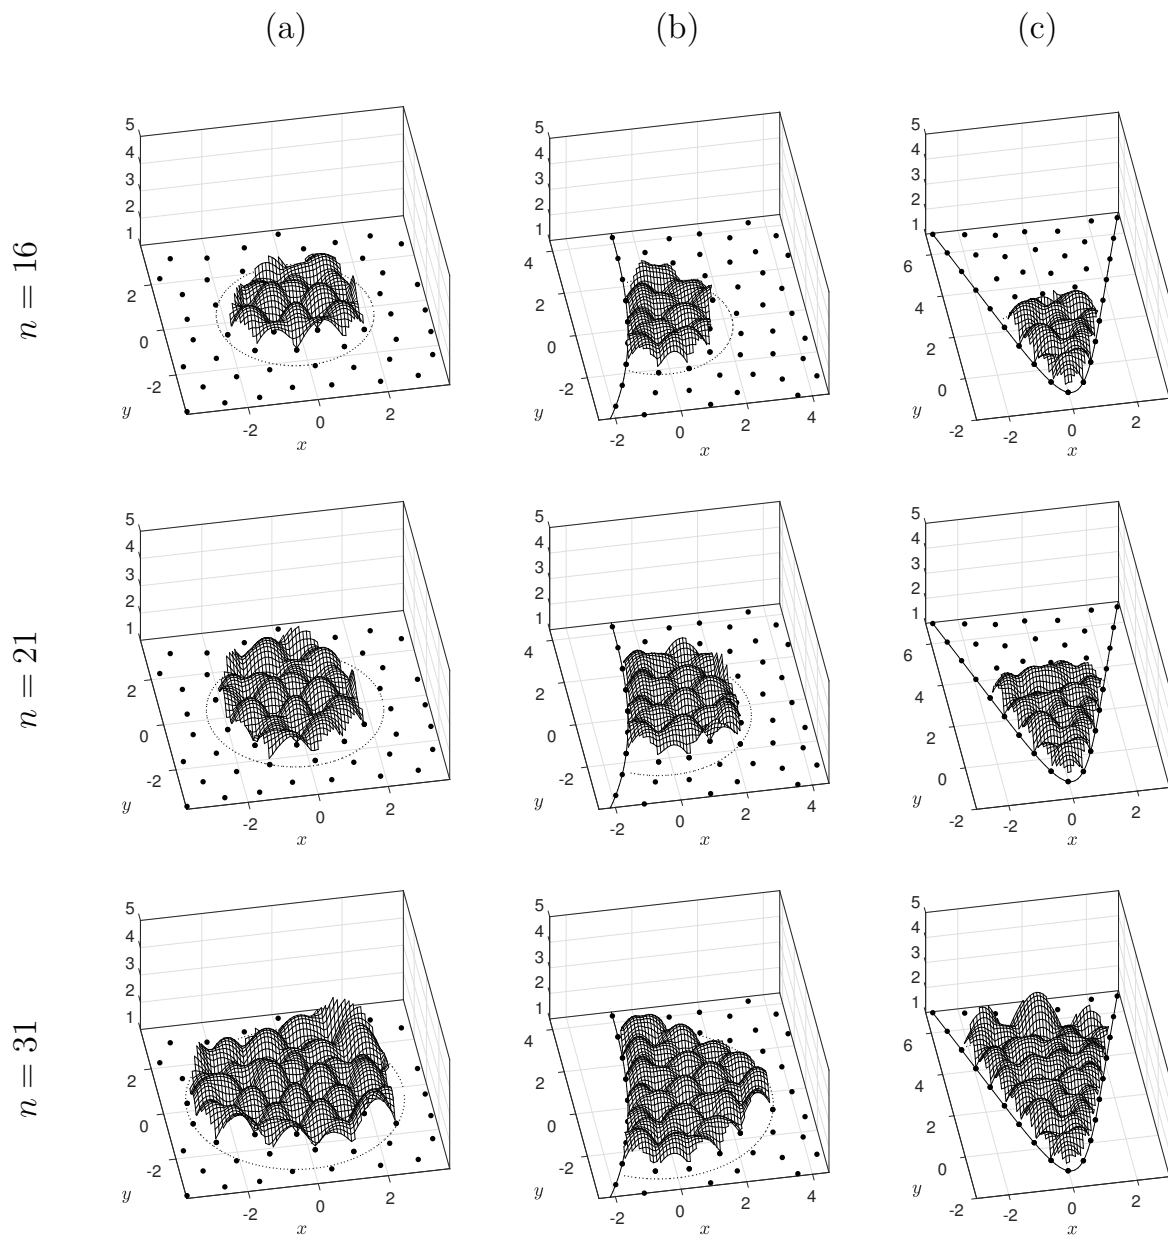 (a) (b) (c)
n = 16
5 5 5
4 4 4
3 3 3
2 2 2
1 1 1
2 0 -2 y
4 2 0 -2 y
6 4 2 0 -2 y
-2 0 2 x
-2 0 2 4 x
-2 0 2 x
n = 21
5 5 5
4 4 4
3 3 3
2 2 2
1 1 1
2 0 -2 y
4 2 0 -2 y
6 4 2 0 -2 y
-2 0 2 x
-2 0 2 4 x
-2 0 2 x
n = 31
5 5 5
4 4 4
3 3 3
2 2 2
1 1 1
2 0 -2 y
4 2 0 -2 y
6 4 2 0 -2 y
-2 0 2 x
-2 0 2 4 x
-2 0 2 x